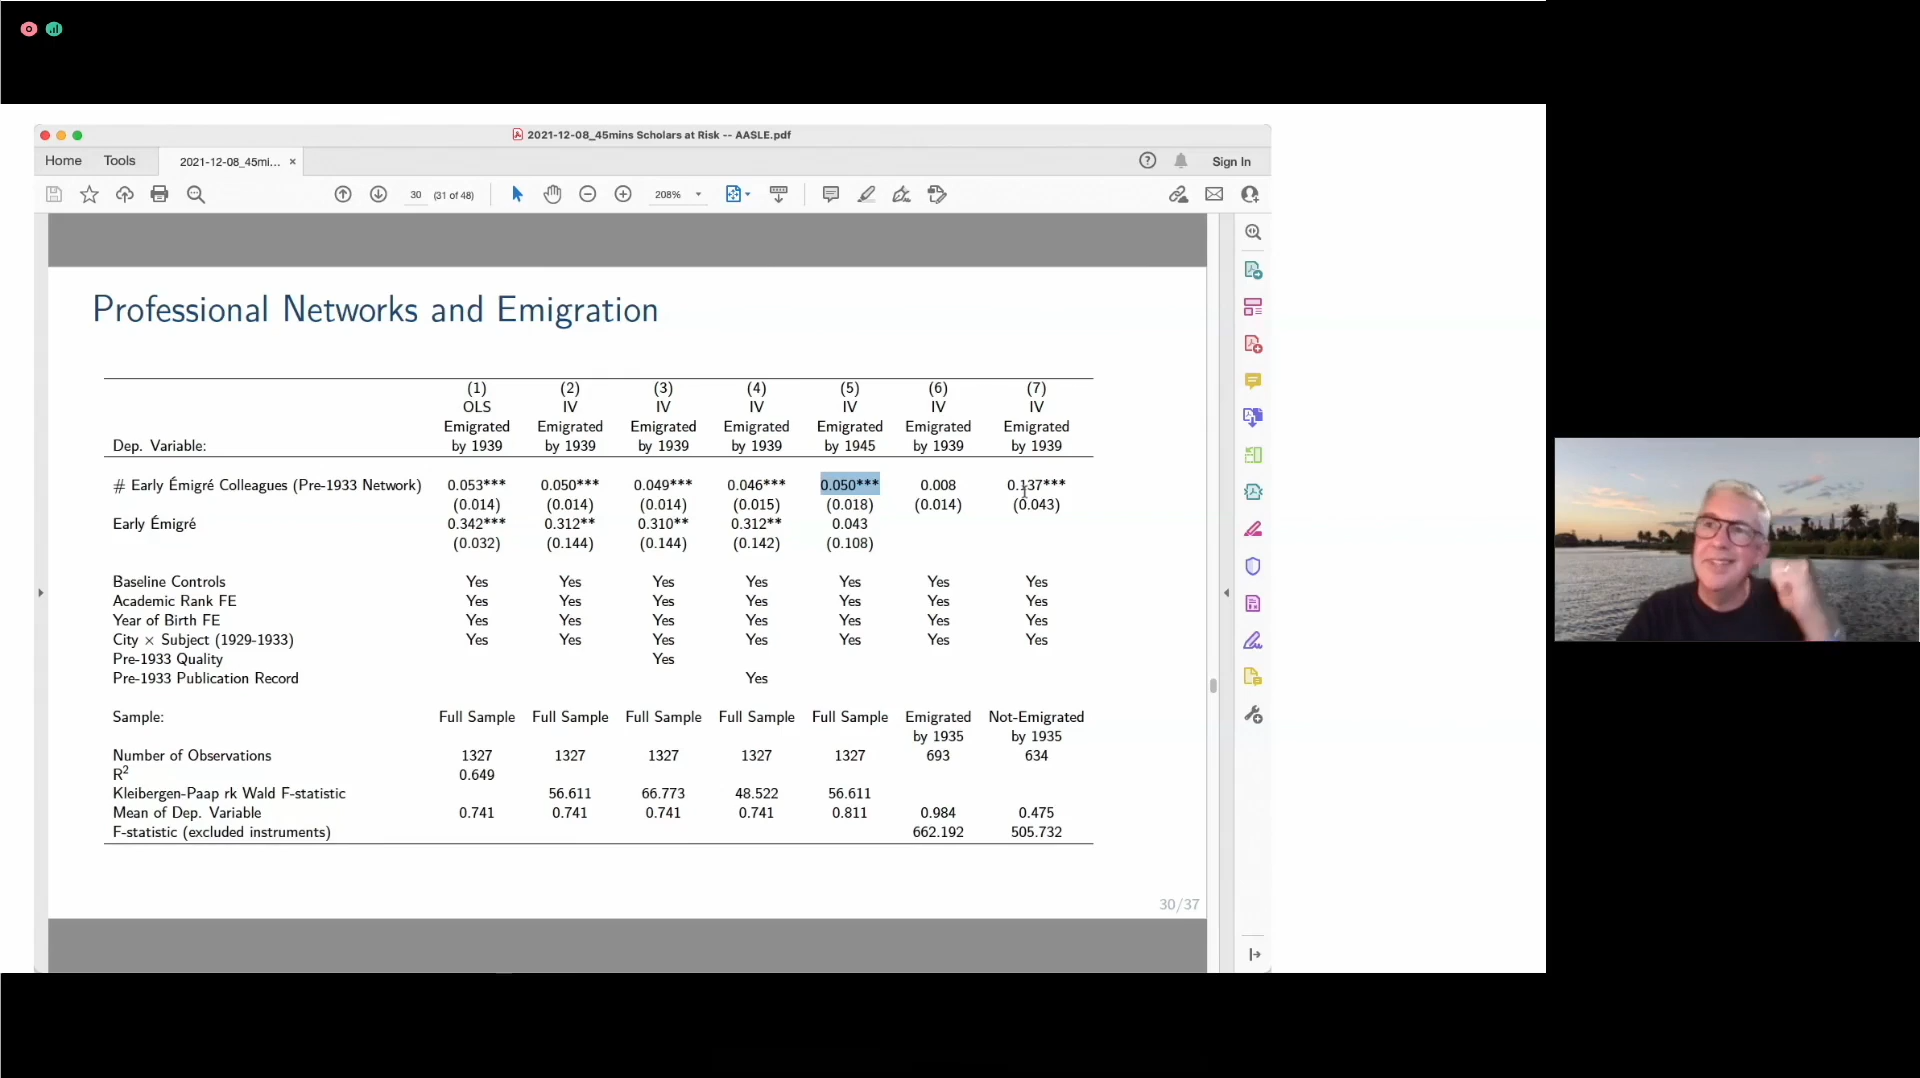 2021-12-08_45mins Scholars at Risk -- AASLE.pdf
Home Tools 2021-12-08_45mi... × Sign In
30 (31 of 48) 208%
Professional Networks and Emigration
(1) (2) (3) (4) (5) (6) (7)
OLS IV IV IV IV IV IV
Emigrated Emigrated Emigrated Emigrated Emigrated Emigrated Emigrated
Dep. Variable: by 1939 by 1939 by 1939 by 1939 by 1945 by 1939 by 1939
# Early Émigré Colleagues (Pre-1933 Network) 0.053*** 0.050*** 0.049*** 0.046*** 0.050*** 0.008 0.137***
(0.014) (0.014) (0.014) (0.015) (0.018) (0.014) (0.043)
Early Émigré 0.342*** 0.312** 0.310** 0.312** 0.043
(0.032) (0.144) (0.144) (0.142) (0.108)
Baseline Controls Yes Yes Yes Yes Yes Yes Yes
Academic Rank FE Yes Yes Yes Yes Yes Yes Yes
Year of Birth FE Yes Yes Yes Yes Yes Yes Yes
City × Subject (1929-1933) Yes Yes Yes Yes Yes Yes Yes
Pre-1933 Quality Yes
Pre-1933 Publication Record Yes
Sample: Full Sample Full Sample Full Sample Full Sample Full Sample Emigrated Not-Emigrated
by 1935 by 1935
Number of Observations 1327 1327 1327 1327 1327 693 634
R² 0.649
Kleibergen-Paap rk Wald F-statistic 56.611 66.773 48.522 56.611
Mean of Dep. Variable 0.741 0.741 0.741 0.741 0.811 0.984 0.475
F-statistic (excluded instruments) 662.192 505.732
30/37